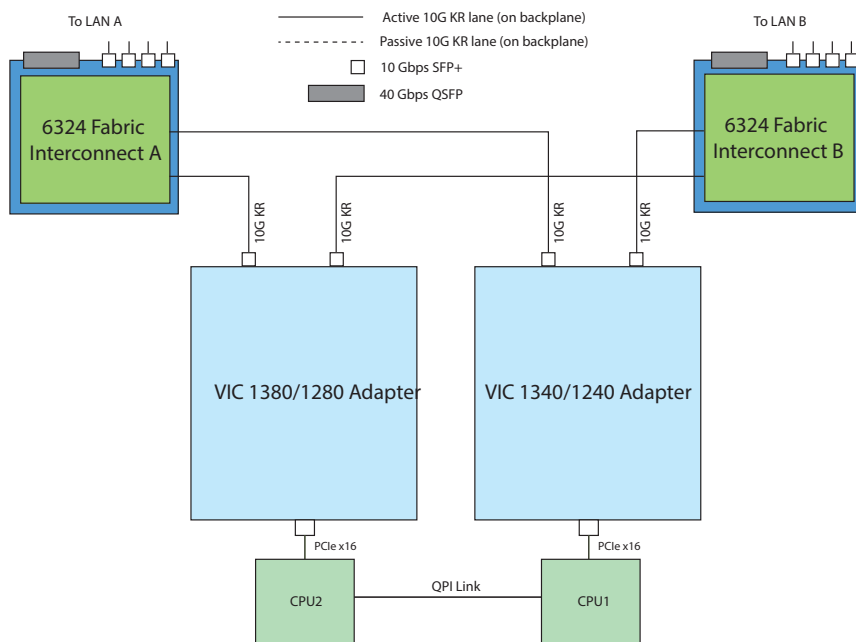 To LAN A
Active 10G KR lane (on backplane)
To LAN B
Passive 10G KR lane (on backplane)
10 Gbps SFP+
40 Gbps QSFP
6324 Fabric
Interconnect A
6324 Fabric
Interconnect B
10G KR
10G KR
10G KR
10G KR
VIC 1380/1280 Adapter
VIC 1340/1240 Adapter
PCIe x16
PCIe x16
CPU2
QPI Link
CPU1